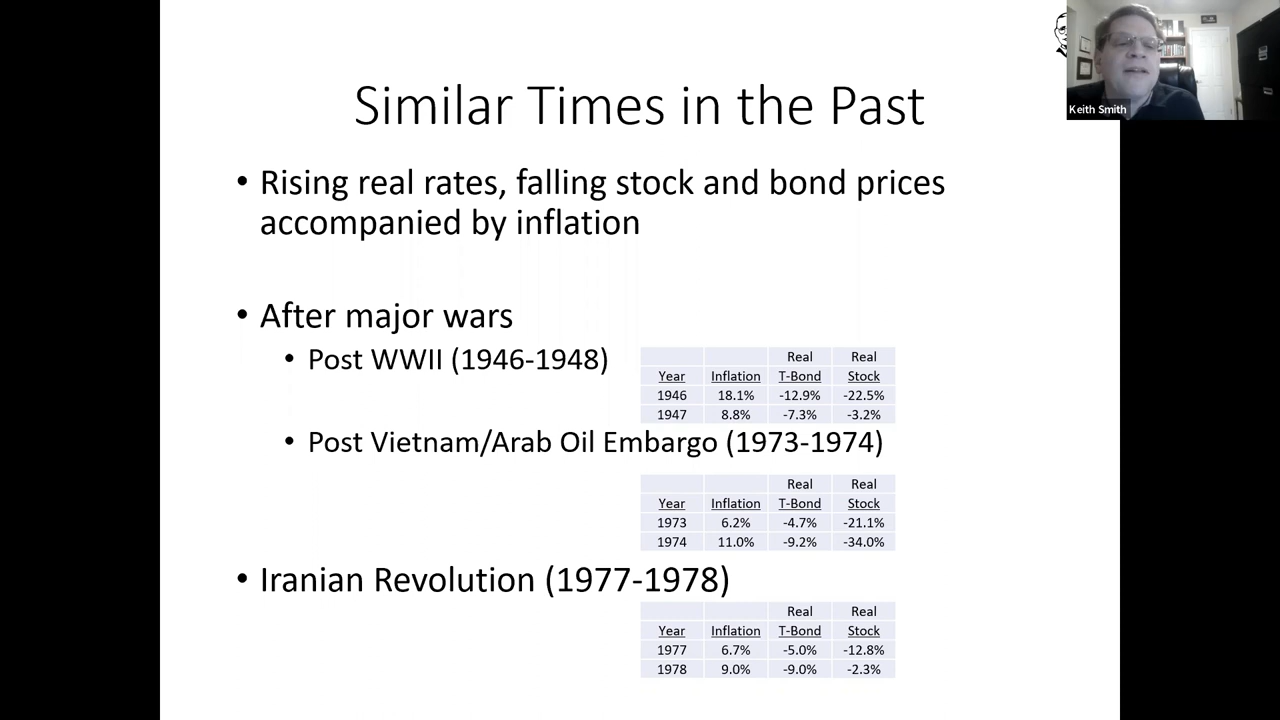 Similar Times in the Past
Keith Smith
• Rising real rates, falling stock and bond prices
accompanied by inflation
• After major wars
• Post WWII (1946-1948)
Real Real
Year Inflation T-Bond Stock
1946 18.1% -12.9% -22.5%
1947 8.8% -7.3% -3.2%
• Post Vietnam/Arab Oil Embargo (1973-1974)
Real Real
Year Inflation T-Bond Stock
1973 6.2% -4.7% -21.1%
1974 11.0% -9.2% -34.0%
• Iranian Revolution (1977-1978)
Real Real
Year Inflation T-Bond Stock
1977 6.7% -5.0% -12.8%
1978 9.0% -9.0% -2.3%